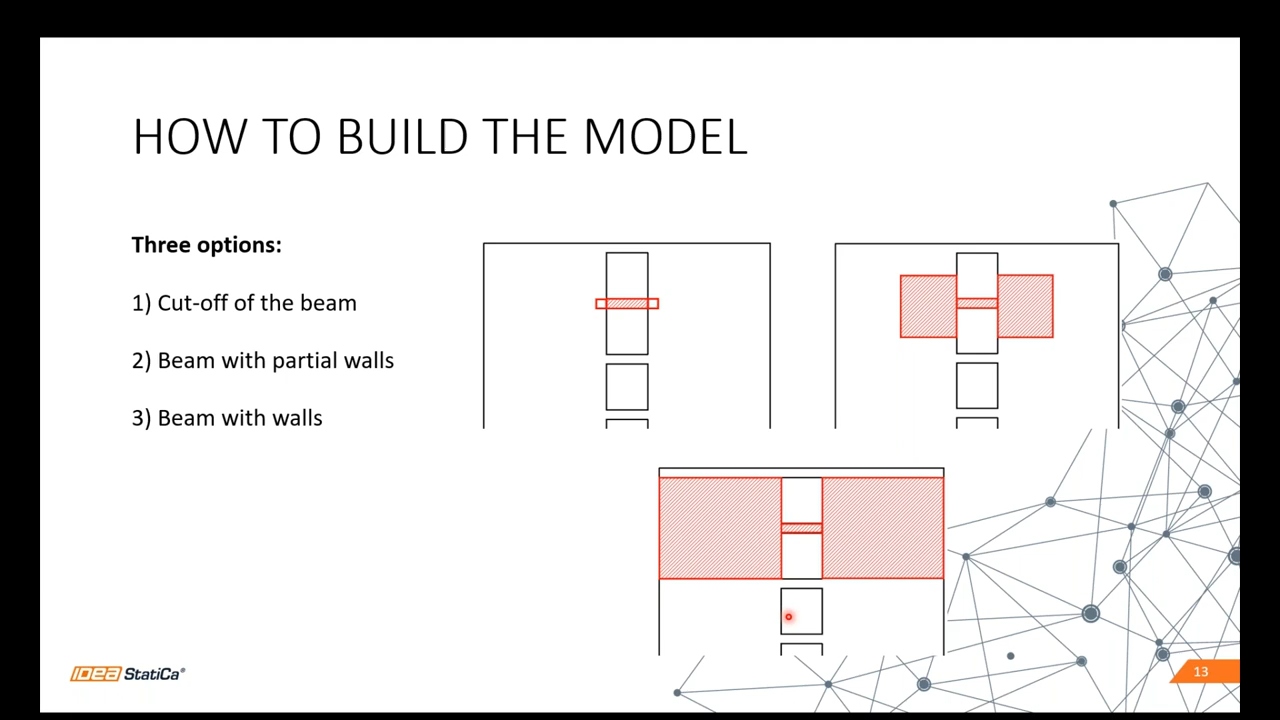 HOW TO BUILD THE MODEL
Three options:
1) Cut-off of the beam
2) Beam with partial walls
3) Beam with walls
IDEA StatiCa®
13